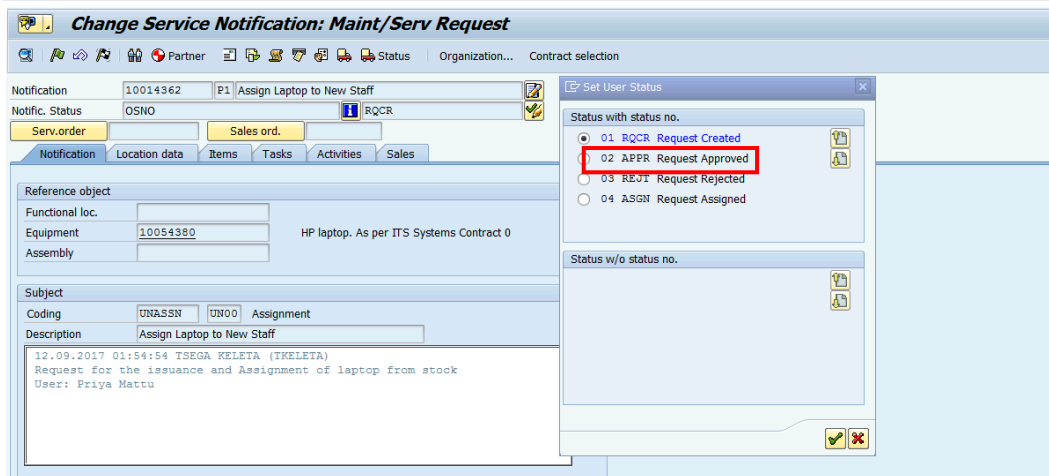 Change Service Notification: Maint/Serv Request
Partner
Status
Organization...
Contract selection
Notification 10014362 P1 Assign Laptop to New Staff
Notific. Status OSNO RQCR
Serv.order Sales ord.
Notification Location data Items Tasks Activities Sales
Reference object
Functional loc.
Equipment 10054380 HP laptop. As per ITS Systems Contract 0
Assembly
Subject
Coding UNASSN UN00 Assignment
Description Assign Laptop to New Staff
12.09.2017 01:54:54 TSEGA KELETA (TKELETA)
Request for the issuance and Assignment of laptop from stock
User: Priya Mattu
Set User Status
Status with status no.
01 RQCR Request Created
02 APPR Request Approved
03 REJT Request Rejected
04 ASGN Request Assigned
Status w/o status no.